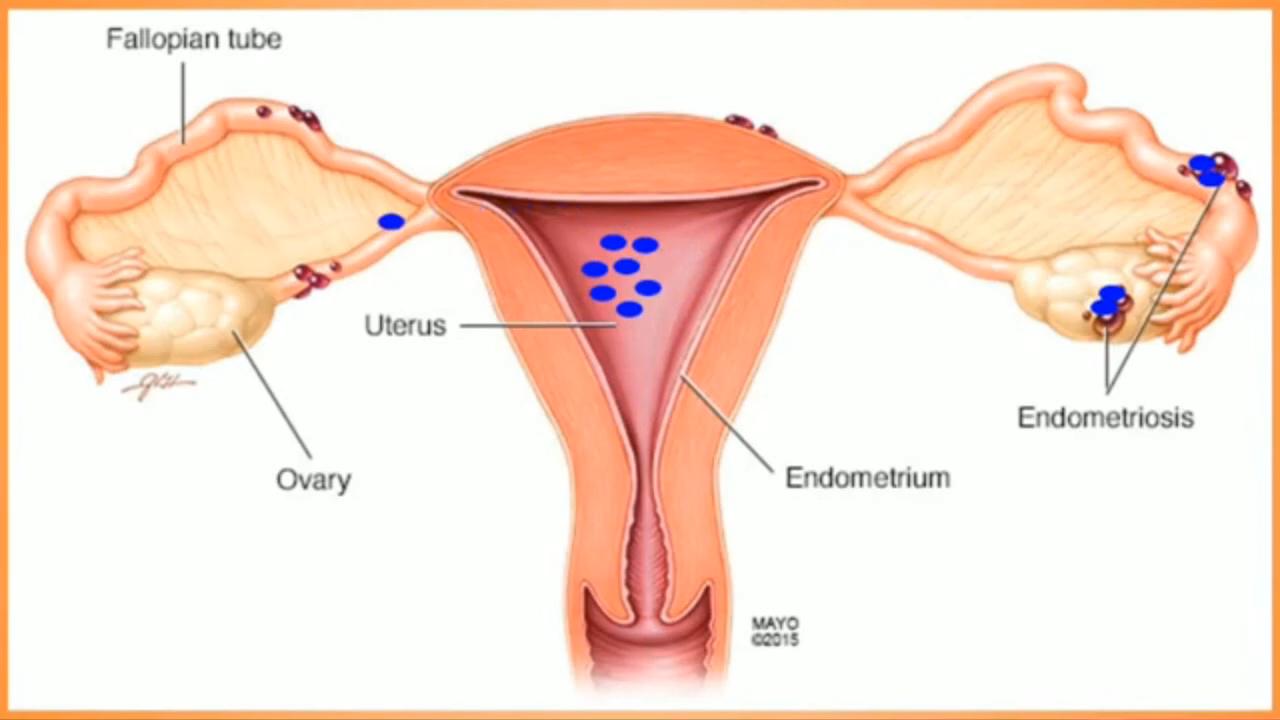 Fallopian tube
Uterus
Ovary
Endometriosis
Endometrium
MAYO
©2015